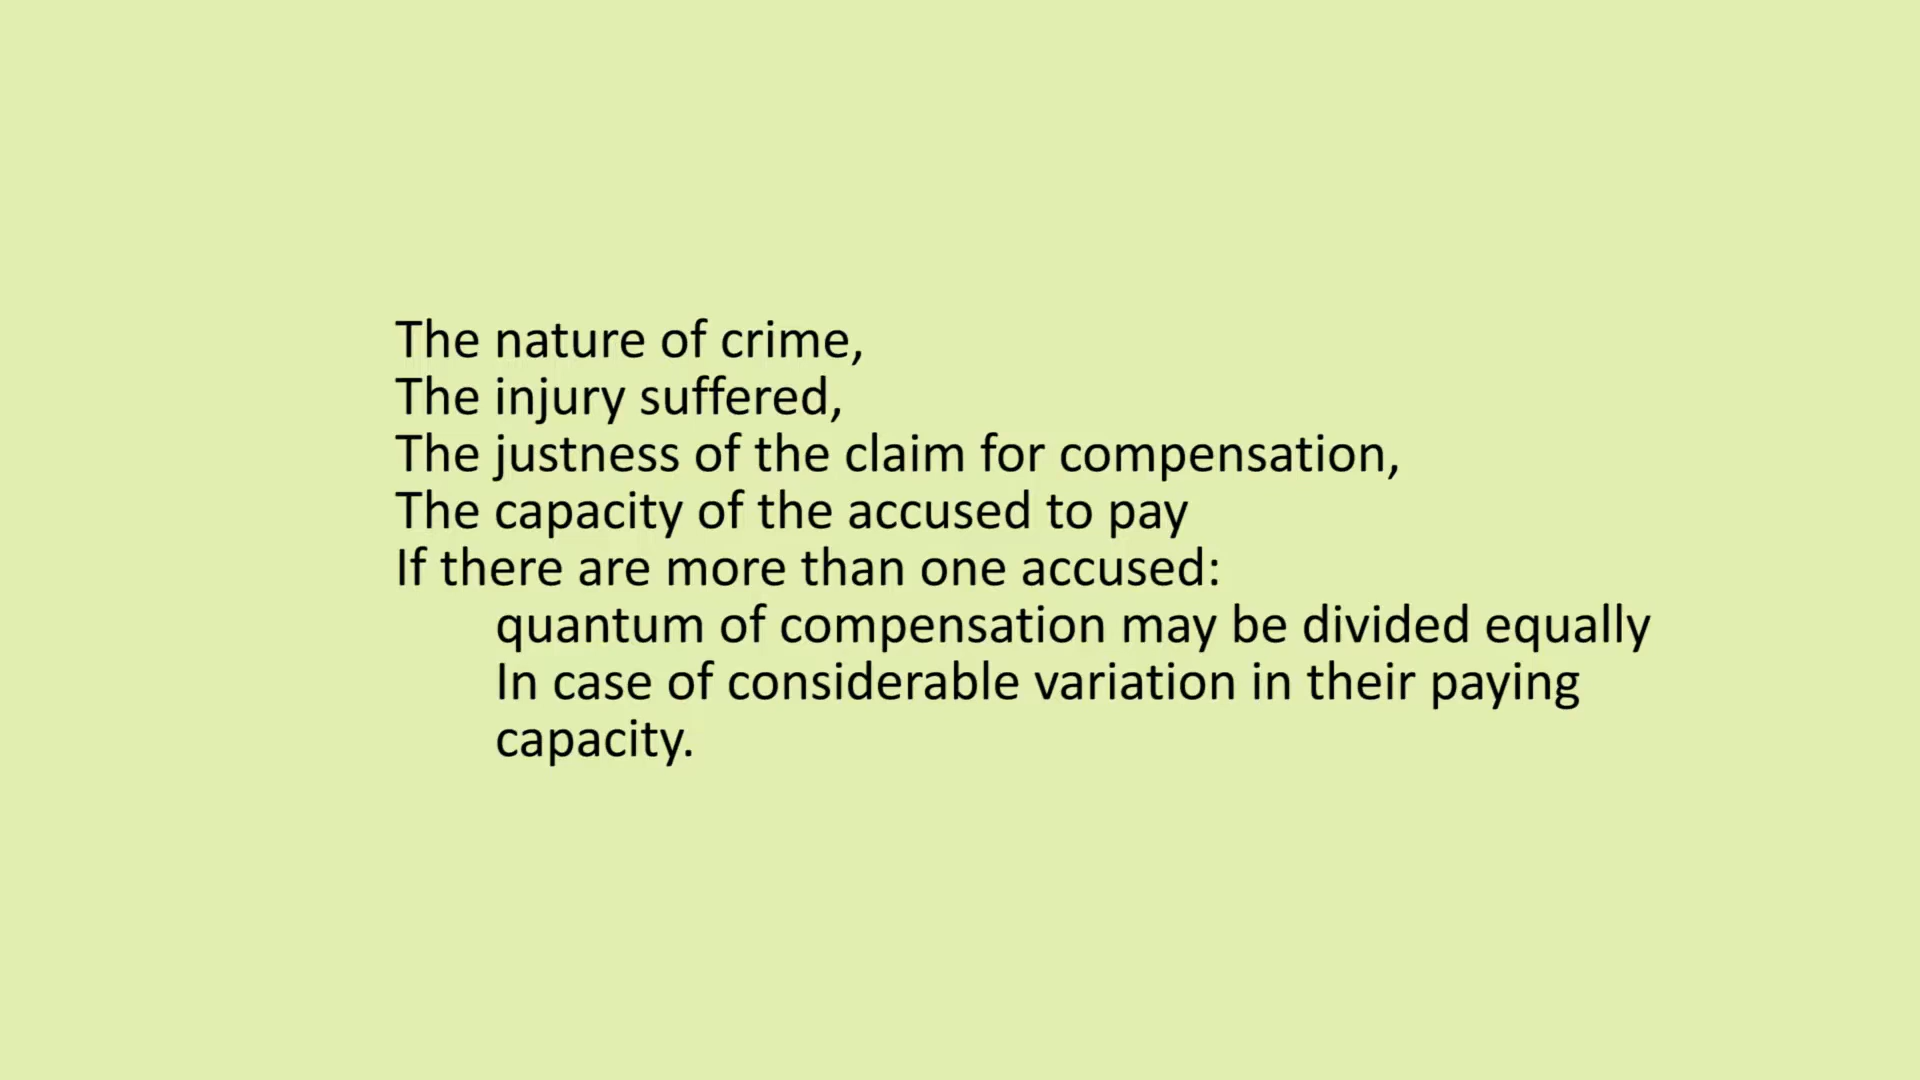 The nature of crime,
The injury suffered,
The justness of the claim for compensation,
The capacity of the accused to pay
If there are more than one accused:
quantum of compensation may be divided equally
In case of considerable variation in their paying
capacity.